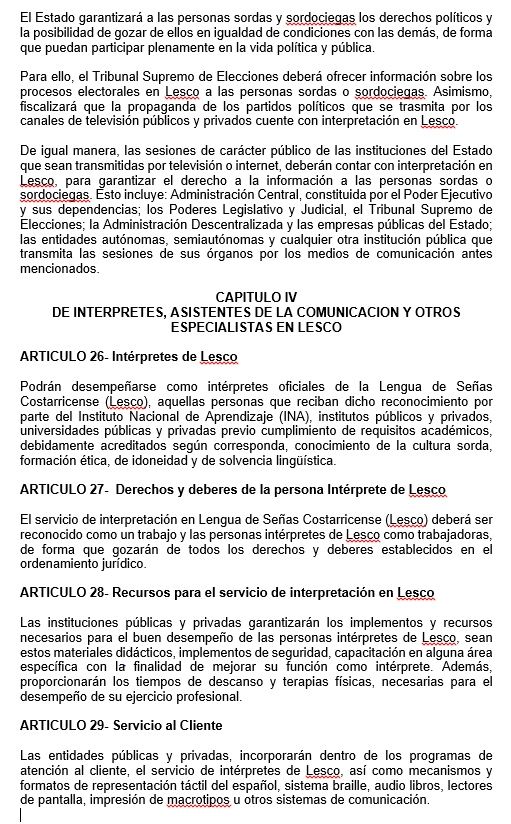 El Estado garantizará a las personas sordas y sordociegas los derechos políticos y
la posibilidad de gozar de ellos en igualdad de condiciones con las demás, de forma
que puedan participar plenamente en la vida política y pública.
Para ello, el Tribunal Supremo de Elecciones deberá ofrecer información sobre los
procesos electorales en Lesco a las personas sordas o sordociegas. Asimismo,
fiscalizará que la propaganda de los partidos políticos que se trasmita por los
canales de televisión públicos y privados cuente con interpretación en Lesco.
De igual manera, las sesiones de carácter público de las instituciones del Estado
que sean transmitidas por televisión o internet, deberán contar con interpretación en
Lesco, para garantizar el derecho a la información a las personas sordas o
sordociegas. Esto incluye: Administración Central, constituida por el Poder Ejecutivo
y sus dependencias; los Poderes Legislativo y Judicial, el Tribunal Supremo de
Elecciones; la Administración Descentralizada y las empresas públicas del Estado;
las entidades autónomas, semiautónomas y cualquier otra institución pública que
transmita las sesiones de sus órganos por los medios de comunicación antes
mencionados.
CAPITULO IV
DE INTERPRETES, ASISTENTES DE LA COMUNICACION Y OTROS
ESPECIALISTAS EN LESCO
ARTICULO 26- Intérpretes de Lesco
Podrán desempeñarse como intérpretes oficiales de la Lengua de Señas
Costarricense (Lesco), aquellas personas que reciban dicho reconocimiento por
parte del Instituto Nacional de Aprendizaje (INA), institutos públicos y privados,
universidades públicas y privadas previo cumplimiento de requisitos académicos,
debidamente acreditados según corresponda, conocimiento de la cultura sorda,
formación ética, de idoneidad y de solvencia lingüística.
ARTICULO 27- Derechos y deberes de la persona Intérprete de Lesco
El servicio de interpretación en Lengua de Señas Costarricense (Lesco) deberá ser
reconocido como un trabajo y las personas intérpretes de Lesco como trabajadoras,
de forma que gozarán de todos los derechos y deberes establecidos en el
ordenamiento jurídico.
ARTICULO 28- Recursos para el servicio de interpretación en Lesco
Las instituciones públicas y privadas garantizarán los implementos y recursos
necesarios para el buen desempeño de las personas intérpretes de Lesco, sean
estos materiales didácticos, implementos de seguridad, capacitación en alguna área
específica con la finalidad de mejorar su función como intérprete. Además,
proporcionarán los tiempos de descanso y terapias físicas, necesarias para el
desempeño de su ejercicio profesional.
ARTICULO 29- Servicio al Cliente
Las entidades públicas y privadas, incorporarán dentro de los programas de
atención al cliente, el servicio de intérpretes de Lesco, así como mecanismos y
formatos de representación táctil del español, sistema braille, audio libros, lectores
de pantalla, impresión de macrotipos u otros sistemas de comunicación.